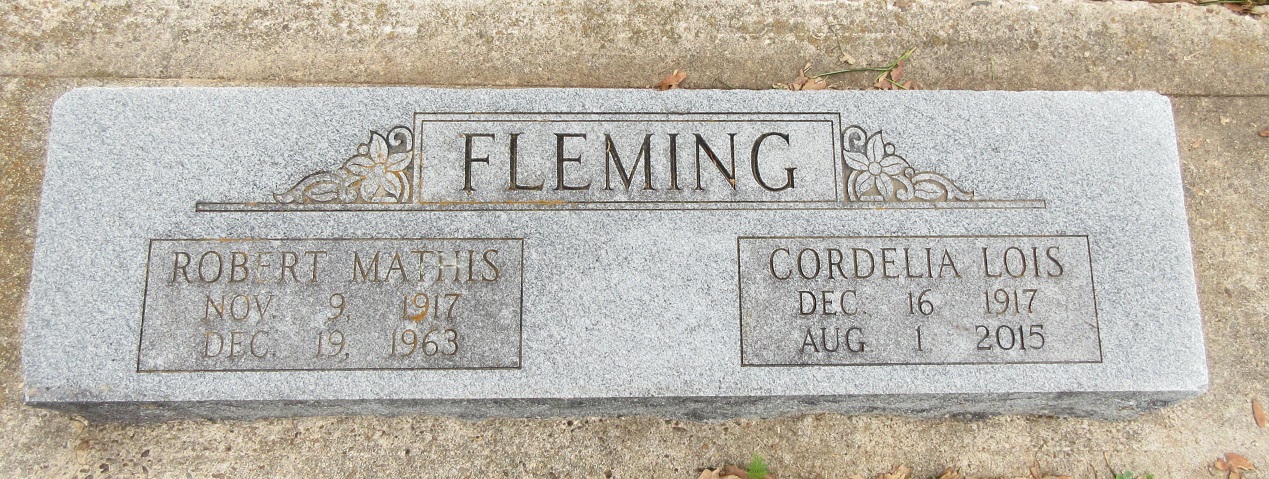 FLEMING
ROBERT MATHIS
NOV. 9, 1917
DEC. 19, 1963
CORDELIA LOIS
DEC. 16 1917
AUG 1 2015